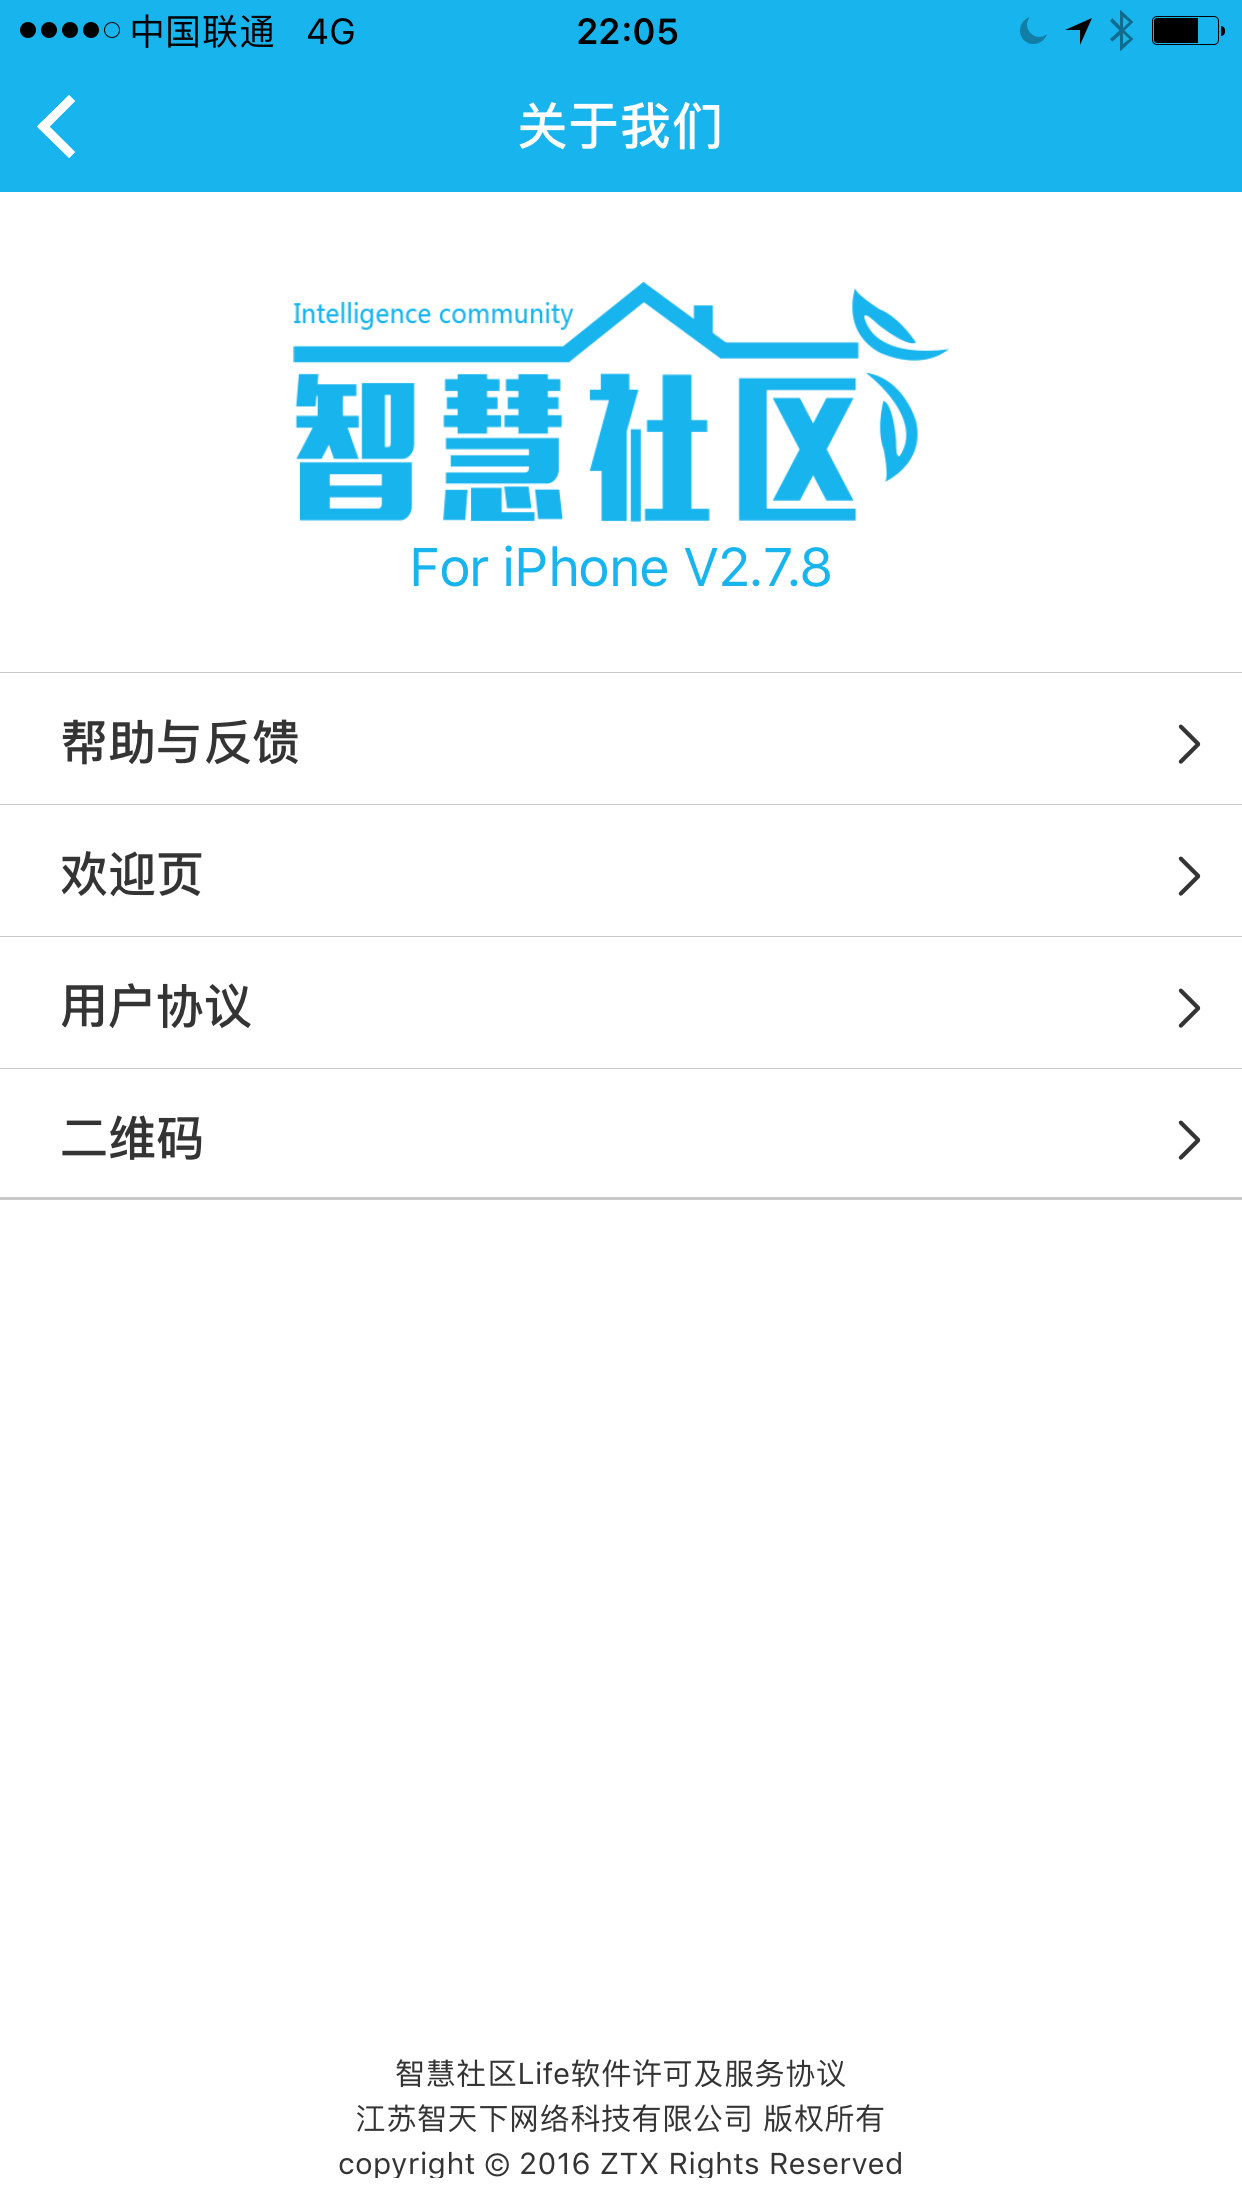 中国联通 4G 22:05
关于我们
Intelligence community
智慧社区
For iPhone V2.7.8
帮助与反馈
欢迎页
用户协议
二维码
智慧社区Life软件许可及服务协议
江苏智天下网络科技有限公司 版权所有
copyright © 2016 ZTX Rights Reserved